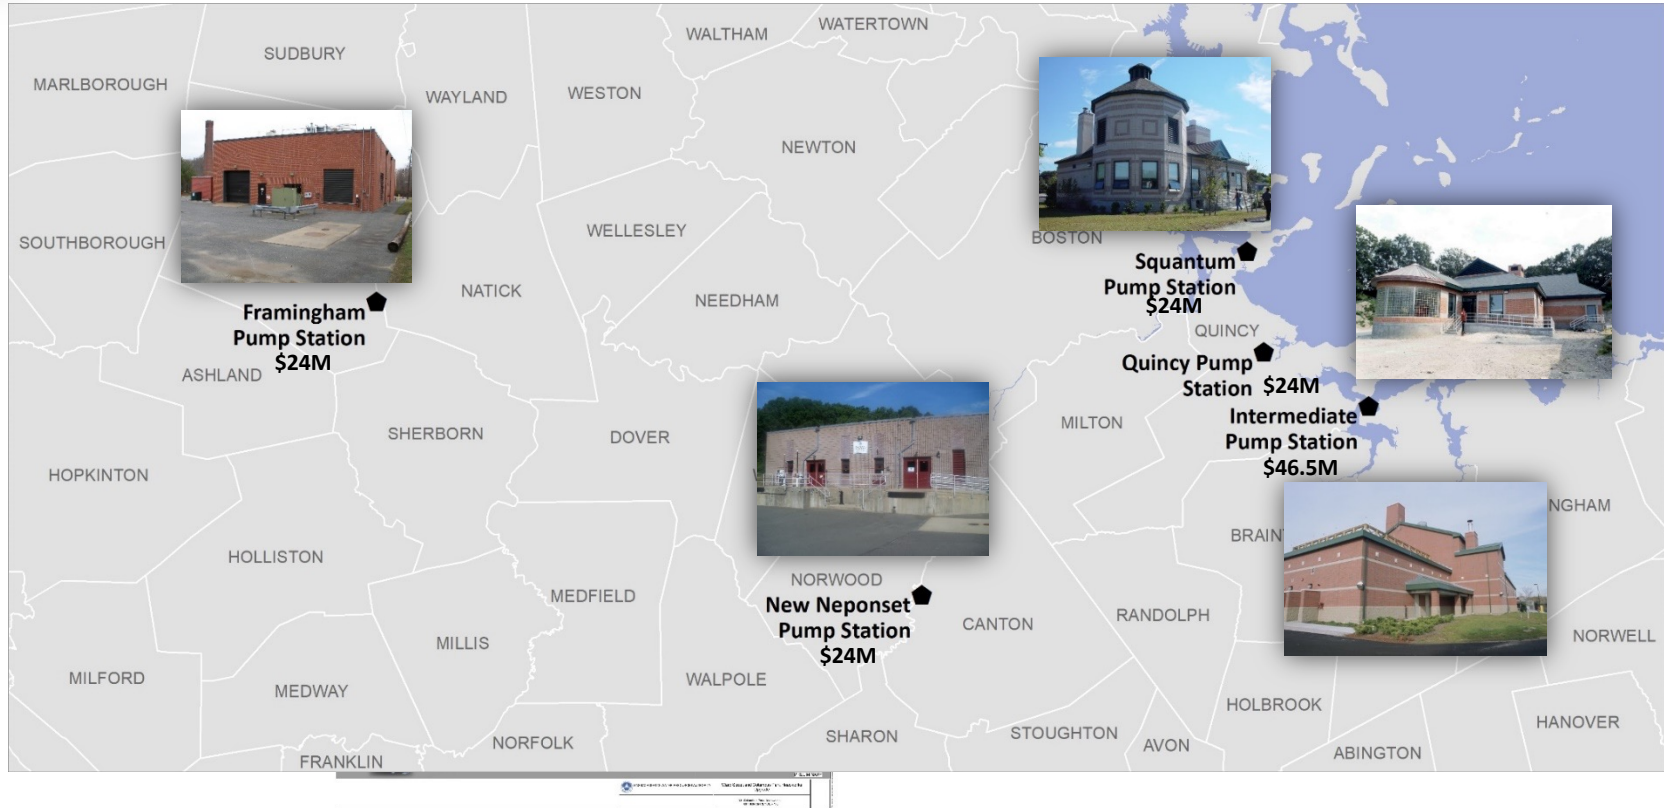 SUDBURY
WALTHAM
WATERTOWN
MARLBOROUGH
WAYLAND
WESTON
NEWTON
SOUTHBOROUGH
WELLESLEY
BOSTON
Squantum
Pump Station
$24M
NATICK
NEEDHAM
Framingham
Pump Station
$24M
QUINCY
Quincy Pump
Station $24M
ASHLAND
Intermediate
Pump Station
$46.5M
SHERBORN
DOVER
MILTON
HOPKINTON
NGHAM
BRAIN
HOLLISTON
NORWOOD
New Neponset
Pump Station
$24M
MEDFIELD
CANTON
RANDOLPH
MILLIS
NORWELL
MILFORD
MEDWAY
WALPOLE
HOLBROOK
HANOVER
SHARON
STOUGHTON
NORFOLK
AVON
ABINGTON
FRANKLIN